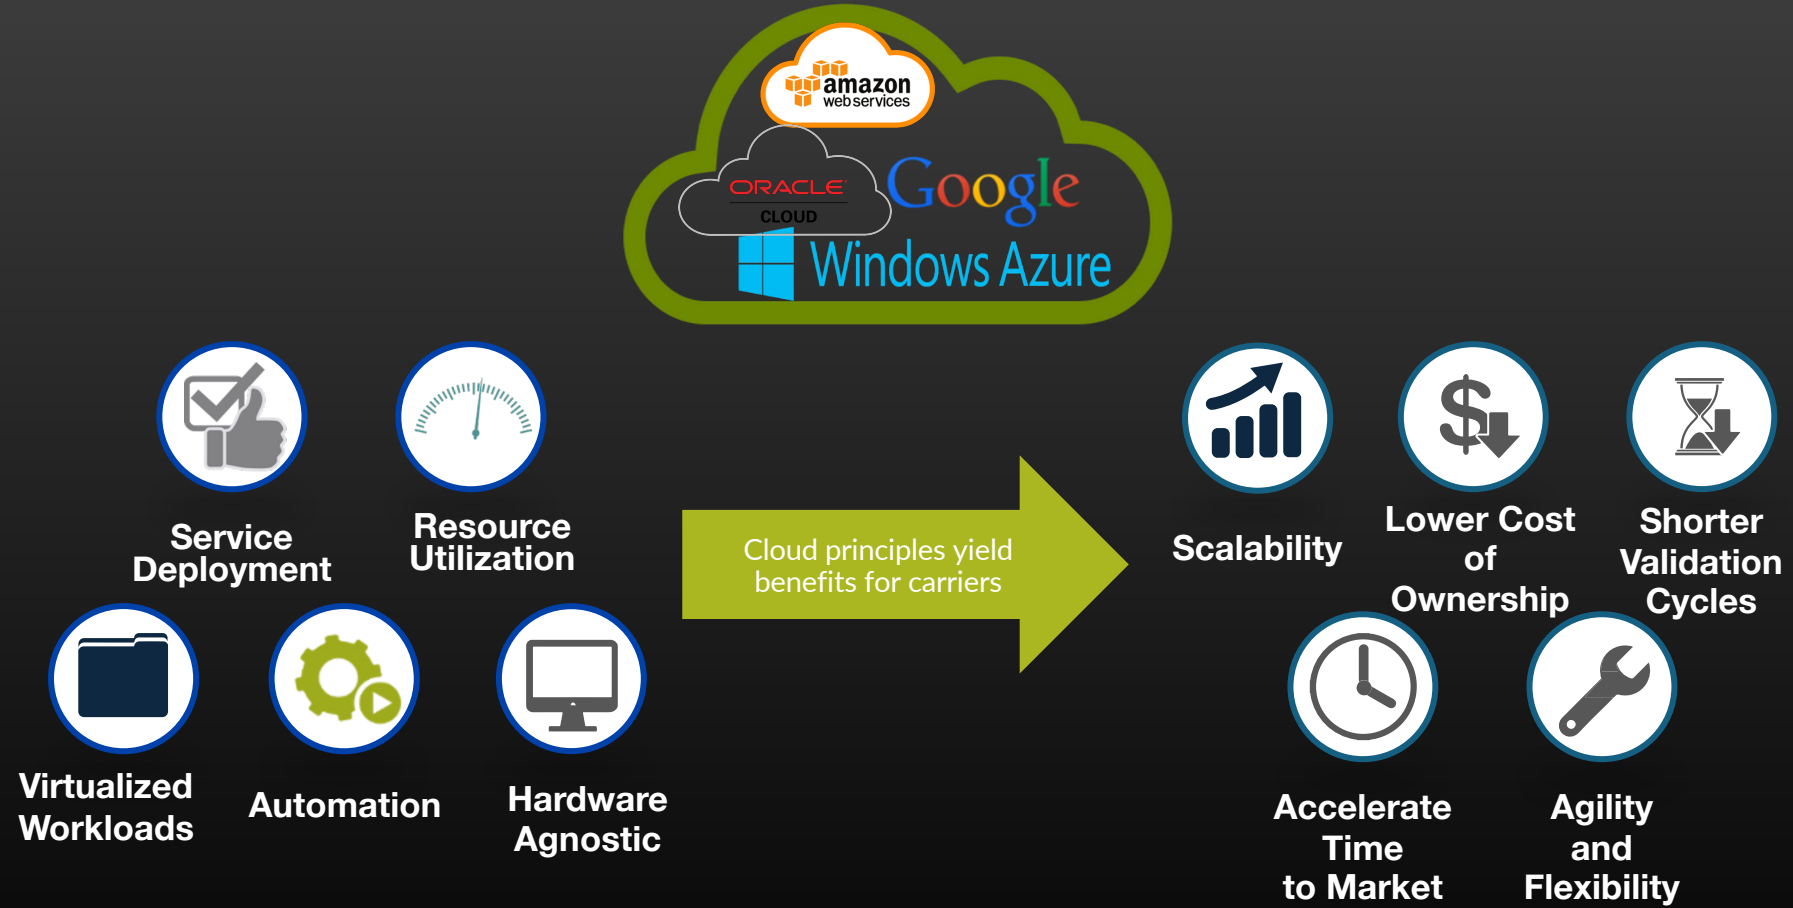 amazon
web services
ORACLE
CLOUD
Google
Windows Azure
Service
Deployment
Resource
Utilization
Virtualized
Workloads
Automation
Hardware
Agnostic
Cloud principles yield
benefits for carriers
Scalability
Lower Cost
of
Ownership
Shorter
Validation
Cycles
Accelerate
Time
to Market
Agility
and
Flexibility